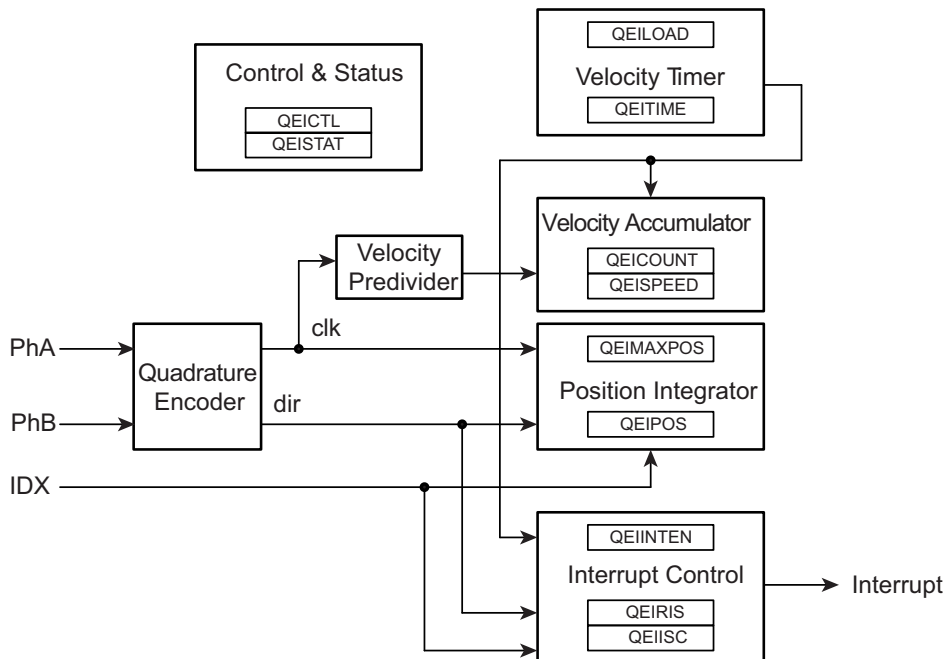 QEILOAD
Velocity Timer
QEITIME
Control & Status
QEICTL
QEISTAT
Velocity Accumulator
QEICOUNT
QEISPEED
Velocity
Predivider
clk
PhA
PhB
IDX
Quadrature
Encoder
dir
QEIMAXPOS
Position Integrator
QEIPOS
QEIINTEN
Interrupt Control
QEIRIS
QEIISC
Interrupt